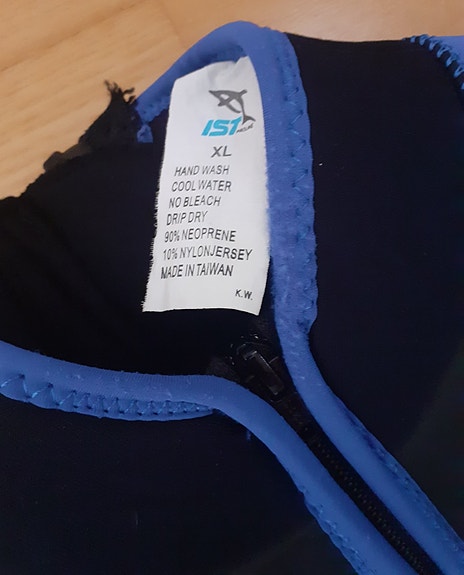 IST
XL
HAND WASH
COOL WATER
NO BLEACH
DRIP DRY
90% NEOPRENE
10% NYLONJERSEY
MADE IN TAIWAN
K.W.